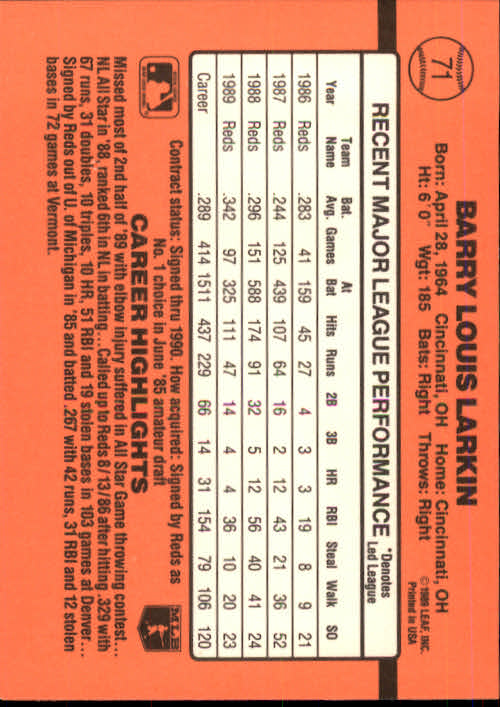 71
BARRY LOUIS LARKIN
Born: April 28, 1964 Cincinnati, OH Home: Cincinnati, OH
Ht: 6' 0" Wgt: 185 Bats: Right Throws: Right
© 1989 LEAF, INC.
Printed in USA
RECENT MAJOR LEAGUE PERFORMANCE *Denotes Led League
Year Team Name Bat. Avg. Games At Bat Hits Runs 2B 3B HR RBI Steal Walk SO
1986 Reds .283 41 159 45 27 4 3 3 19 8 9 21
1987 Reds .244 125 439 107 64 16 2 12 43 21 36 52
1988 Reds .296 151 588 174 91 32 5 12 56 40 41 24
1989 Reds .342 97 325 111 47 14 4 4 36 10 20 23
Career .289 414 1511 437 229 66 14 31 154 79 106 120
Contract status: Signed thru 1990. How acquired: Signed by Reds as
No. 1 choice in June '85 amateur draft
MLB
CAREER HIGHLIGHTS
Missed most of 2nd half of '89 with elbow injury suffered in All Star Game throwing contest....
NL All Star in '88, ranked 6th in NL in batting...Called up to Reds 8/13/86 after hitting .329 with
67 runs, 31 doubles, 10 triples, 10 HR, 51 RBI and 19 stolen bases in 103 games at Denver....
Signed by Reds out of U. of Michigan in '85 and batted .267 with 42 runs, 31 RBI and 12 stolen
bases in 72 games at Vermont.